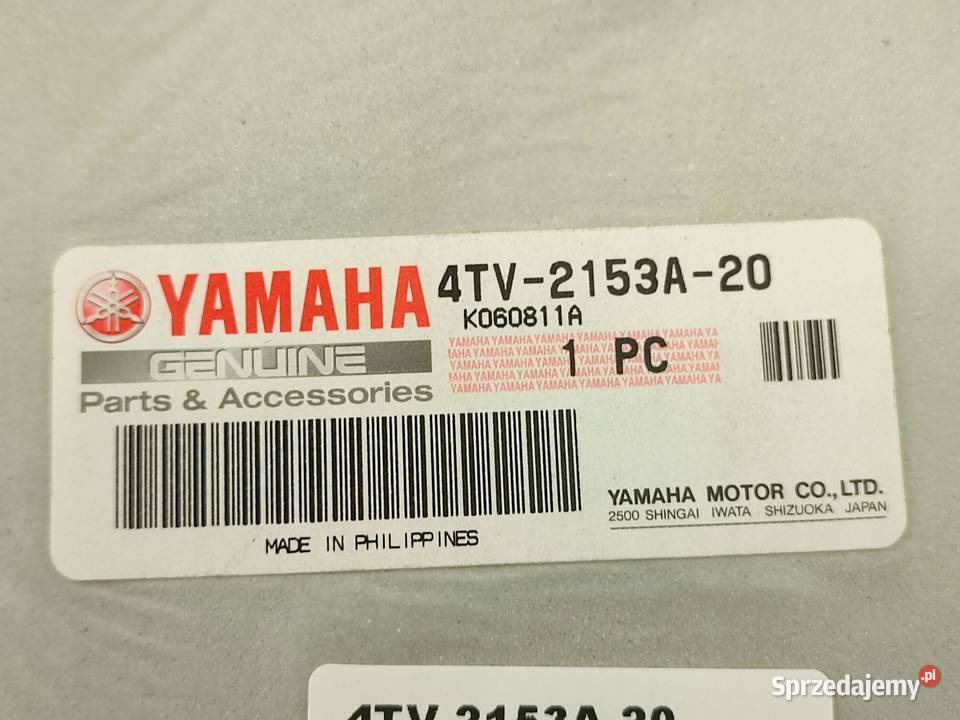 YAMAHA 4TV-2153A-20
K060811A
GENUINE
1 PC
Parts & Accessories
YAMAHA MOTOR CO., LTD.
2500 SHINGAI IWATA SHIZUOKA JAPAN
MADE IN PHILIPPINES
Sprzedajemy.pl